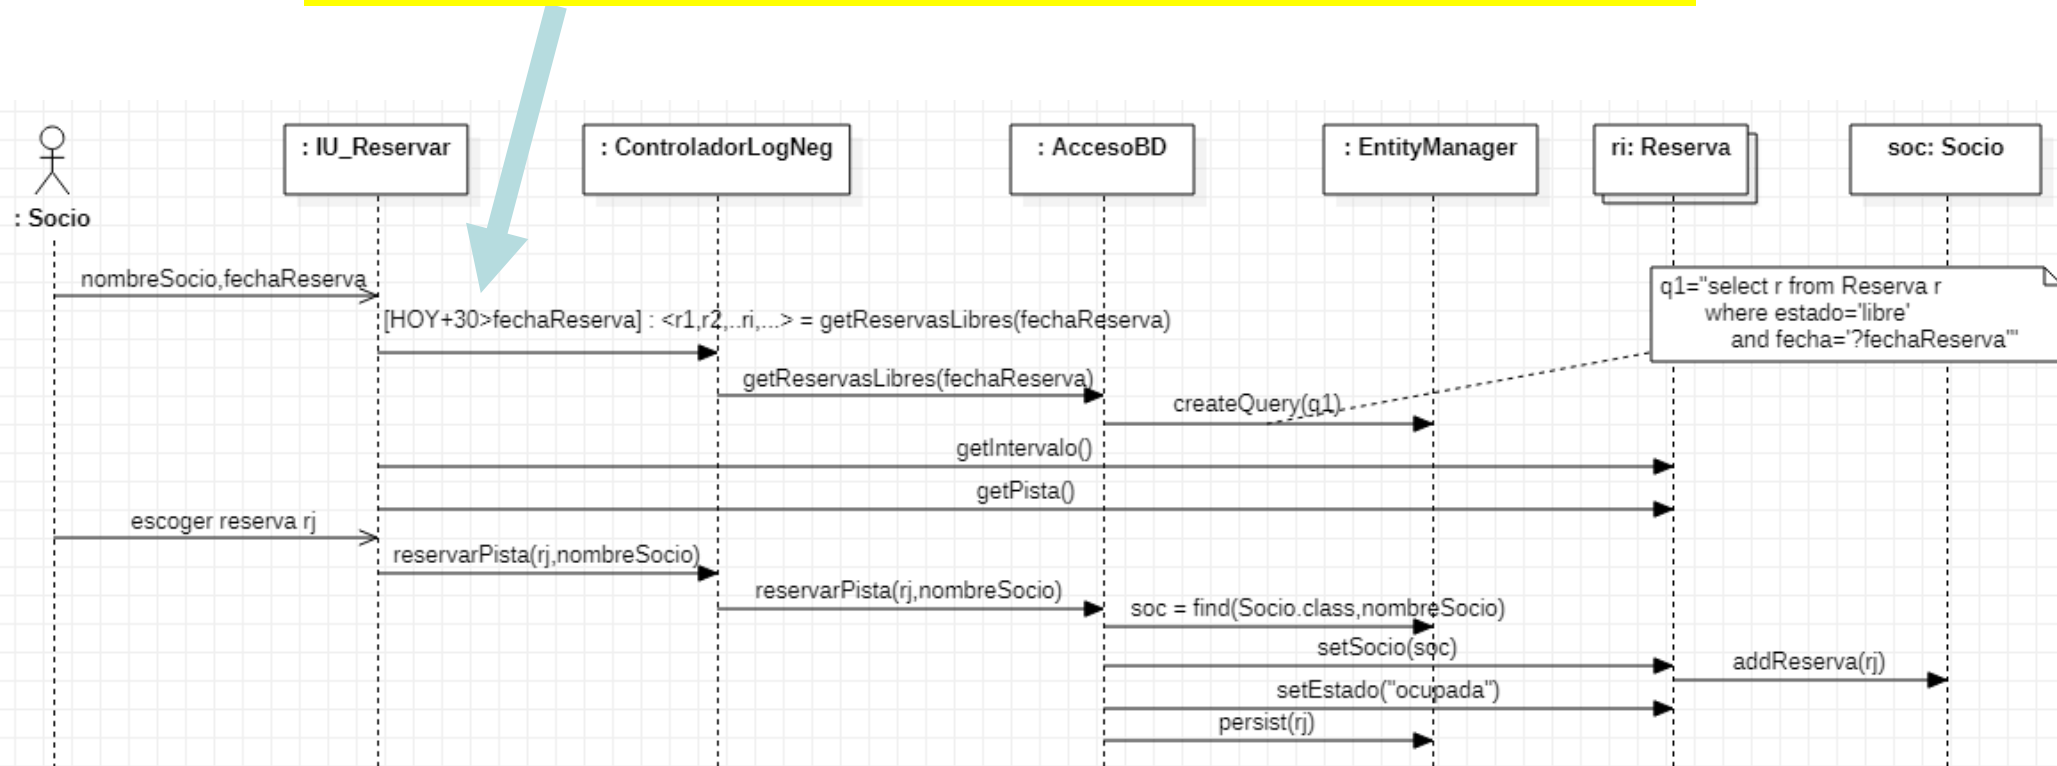 : IU_Reservar
: ControladorLogNeg
: AccesoBD
: EntityManager
ri: Reserva
soc: Socio
: Socio
nombreSocio,fechaReserva
q1="select r from Reserva r
where estado='libre'
and fecha='?fechaReserva'"
[HOY+30>fechaReserva] : <r1,r2,..ri,...> = getReservasLibres(fechaReserva)
getReservasLibres(fechaReserva)
createQuery(q1)
getIntervalo()
getPista()
escoger reserva rj
reservarPista(rj,nombreSocio)
reservarPista(rj,nombreSocio)
soc = find(Socio.class,nombreSocio)
setSocio(soc)
addReserva(rj)
setEstado("ocupada")
persist(rj)